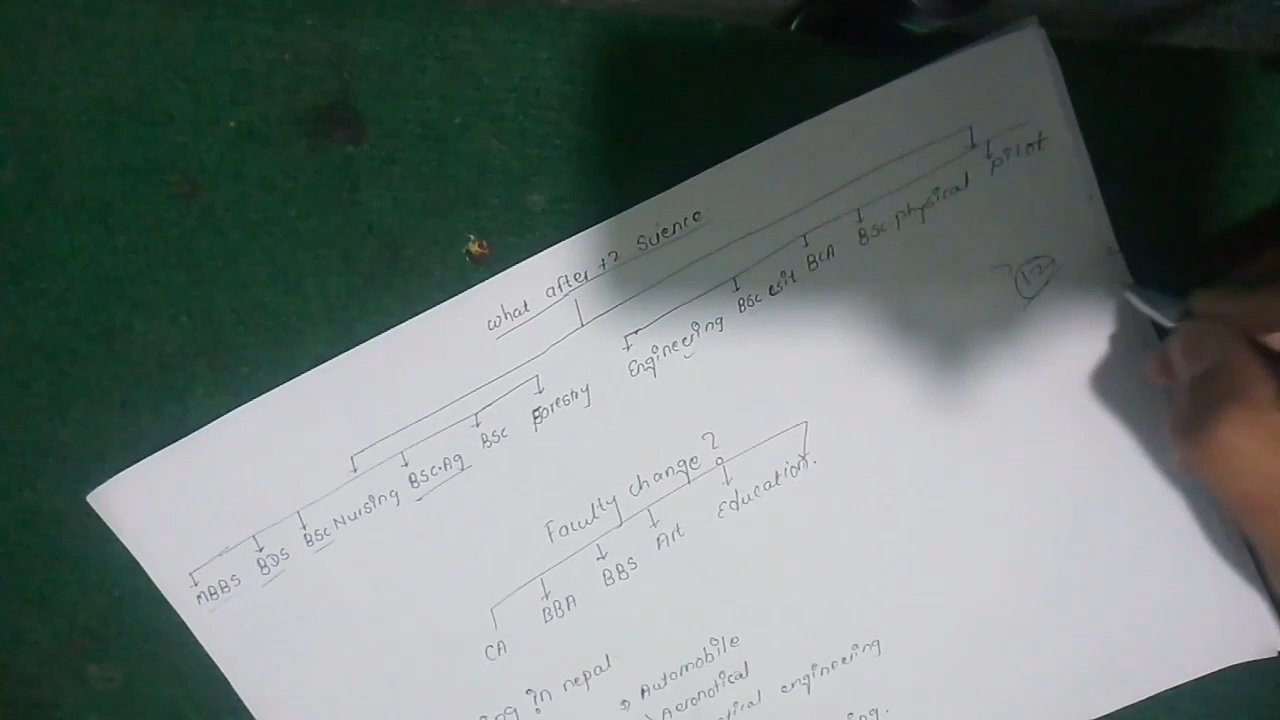 What after +2 Science
MBBS BDS BSc Nursing BSc.Ag BSc Forestry Engineering BSc csit BCA BSc.physical pilot
12
Faculty change?
CA BBA BBS Art Education.
in nepal
Automobile
Aeronotical
engineering